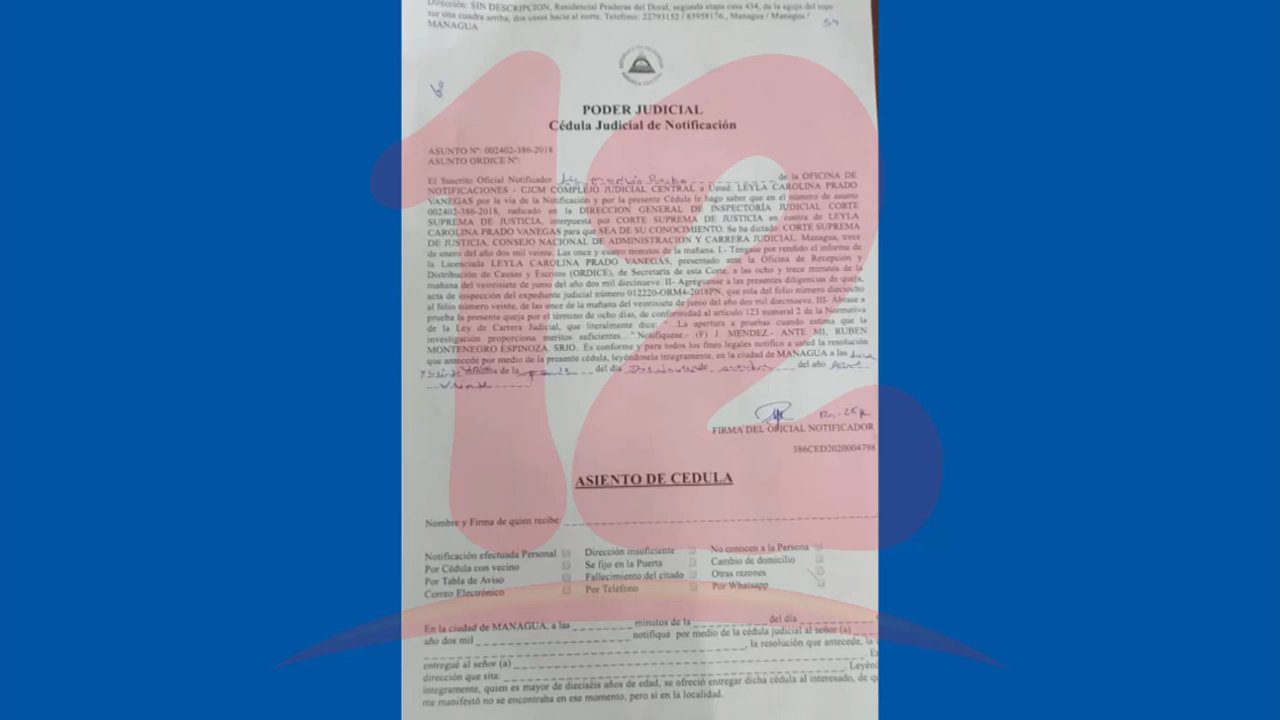 Dirección: SIN DESCRIPCION, Residencial Praderas del Doral, segunda etapa casa 454, de la aguja del
sur una cuadra arriba, dos casas hacia al norte. Teléfono: 22793152 / 83958176., Managua / Managua /
MANAGUA
PODER JUDICIAL
Cédula Judicial de Notificación
ASUNTO Nº: 002402-386-2018
ASUNTO ORDICE Nº:
El Suscrito Oficial Notificador de la OFICINA DE
NOTIFICACIONES - CJCM COMPLEJO JUDICIAL CENTRAL a Usted LEYLA CAROLINA PRADO
VANEGAS por la vía de la Notificación y por la presente Cédula le hago saber que en el número de asunto
002402-386-2018, radicado en la DIRECCION GENERAL DE INSPECTORÍA JUDICIAL CORTE
SUPREMA DE JUSTICIA, interpuesta por CORTE SUPREMA DE JUSTICIA en contra de LEYLA
CAROLINA PRADO VANEGAS para que SEA DE SU CONOCIMIENTO. Se ha dictado: CORTE SUPREMA
DE JUSTICIA. CONSEJO NACIONAL DE ADMINISTRACION Y CARRERA JUDICIAL. Managua, trece
de enero del año dos mil veinte. Las once y cuatro minutos de la mañana. I.- Téngase por rendido el informe de
la Licenciada LEYLA CAROLINA PRADO VANEGAS, presentado ante la Oficina de Recepción y
Distribución de Causas y Escritos (ORDICE), de Secretaría de esta Corte, a las ocho y trece minutos de la
mañana del veintisiete de junio del año dos mil diecinueve. II- Agréguense a las presentes diligencias de queja,
acta de inspección del expediente judicial número 012220-ORM4-2018PN, que rola del folio número dieciocho
al folio número veinte, de las once de la mañana del veintisiete de junio del año dos mil diecinueve. III- Ábrase a
prueba la presente queja por el término de ocho días, de conformidad al artículo 123 numeral 2 de la Normativa
de la Ley de Carrera Judicial, que literalmente dice: "...La apertura a pruebas cuando estima que la
investigación proporciona meritos suficientes..." Notifíquese.- (F) J. MENDEZ.- ANTE MI, RUBEN
MONTENEGRO ESPINOZA, SRIO. Es conforme y para todos los fines legales notifico a usted la resolución
que antecede por medio de la presente cédula, leyéndosela íntegramente, en la ciudad de MANAGUA a las
minutos de la del día de del año
FIRMA DEL OFICIAL NOTIFICADOR
386CED2020004798
ASIENTO DE CEDULA
Nombre y Firma de quien recibe:
Notificación efectuada Personal Dirección insuficiente No conocen a la Persona
Por Cédula con vecino Se fijo en la Puerta Cambio de domicilio
Por Tabla de Aviso Fallecimiento del citado Otras razones
Correo Electrónico Por Teléfono Por Whatsapp
En la ciudad de MANAGUA, a las minutos de la del día
año dos mil notifiqué por medio de la cédula judicial al señor (a)
, la resolución que antecede, la
entregué al señor (a)
dirección que sita:
íntegramente, quien es mayor de dieciséis años de edad, se ofreció entregar dicha cédula al interesado, de
me manifestó no se encontraba en ese momento, pero si en la localidad.
12